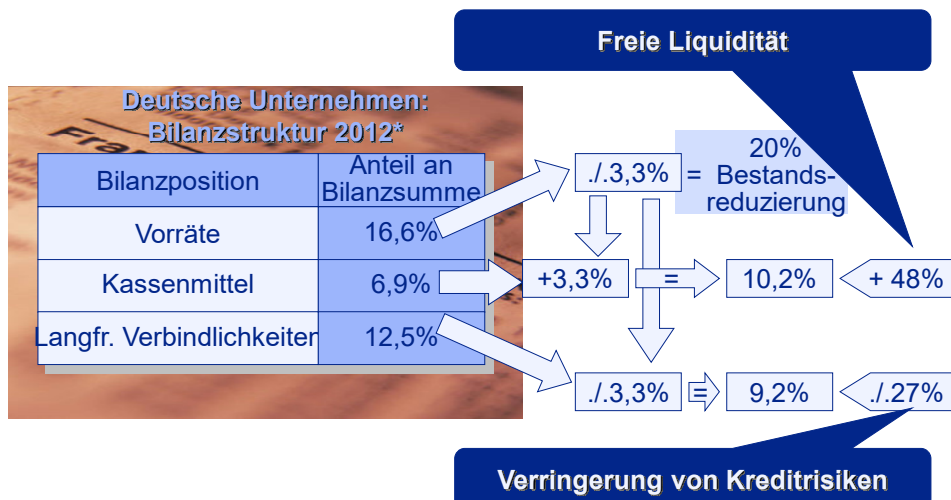 Freie Liquidität
Deutsche Unternehmen:
Bilanzstruktur 2012*
Bilanzposition
Anteil an
Bilanzsumme
Vorräte
16,6%
Kassenmittel
6,9%
Langfr. Verbindlichkeiten
12,5%
./.3,3%
=
20%
Bestands-
reduzierung
+3,3%
=
10,2%
+ 48%
./.3,3%
=
9,2%
./.27%
Verringerung von Kreditrisiken
Fra